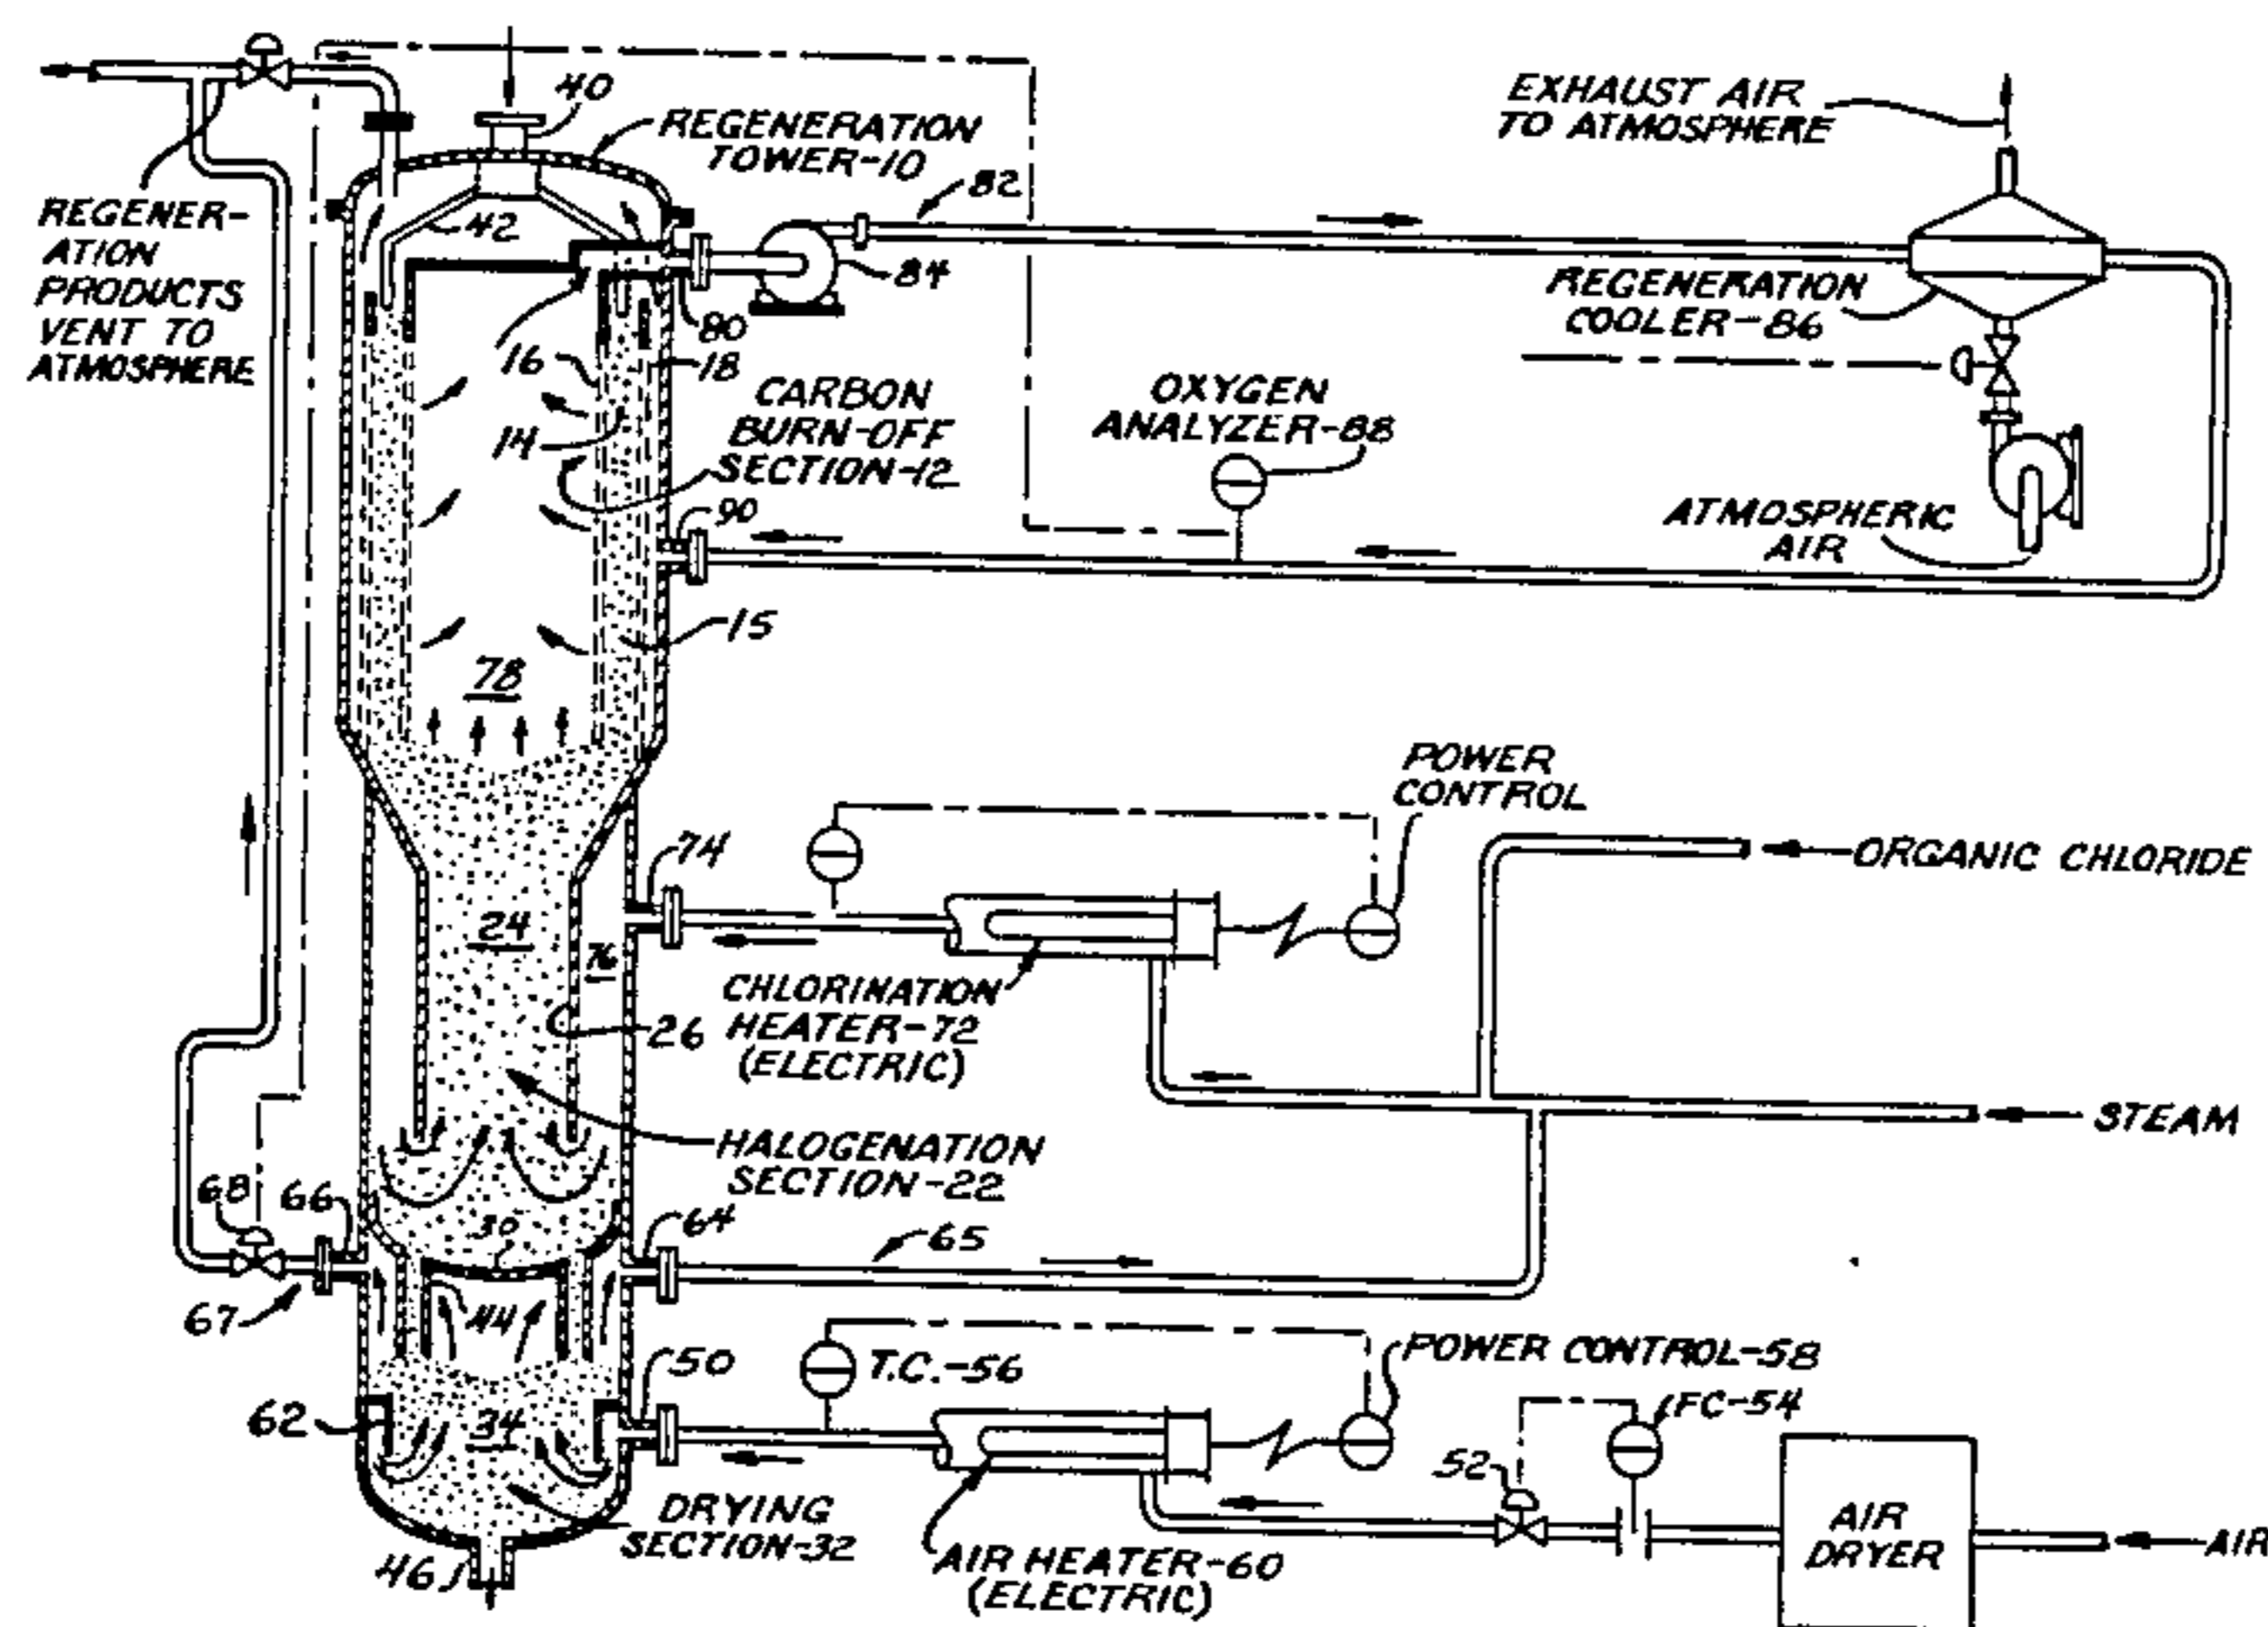 40
REGENERATION
TOWER-10
EXHAUST AIR
TO ATMOSPHERE
82
REGENER-
ATION
PRODUCTS
VENT TO
ATMOSPHERE
42
84
REGENERATION
COOLER-86
80
16
18
CARBON
BURN-OFF
SECTION-12
14
OXYGEN
ANALYZER-88
90
ATMOSPHERIC
AIR
15
78
POWER
CONTROL
74
ORGANIC CHLORIDE
24
76
CHLORINATION
HEATER-72
(ELECTRIC)
26
STEAM
HALOGENATION
SECTION-22
68
66
30
64
65
67
44
50
T.C.-56
POWER CONTROL-58
FC-54
62
34
52
DRYING
SECTION-32
AIR HEATER-60
(ELECTRIC)
AIR
DRYER
AIR
46